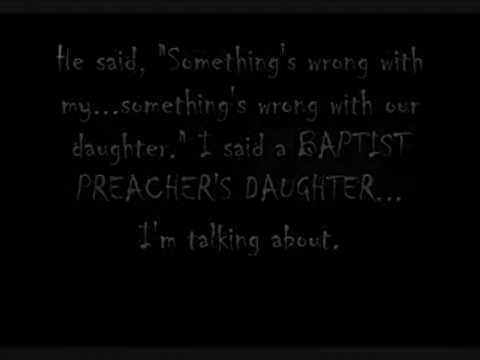 He said, "Something's wrong with
my...something's wrong with our
daughter." I said a BAPTIST
PREACHER'S DAUGHTER...
I'm talking about.